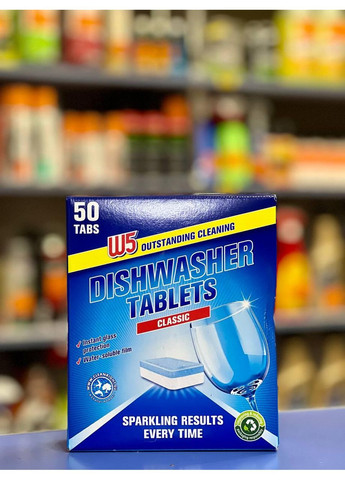 50
TABS
W5 OUTSTANDING CLEANING
DISHWASHER
TABLETS
CLASSIC
Instant glass
protection
Water-soluble film
SPARKLING RESULTS
EVERY TIME